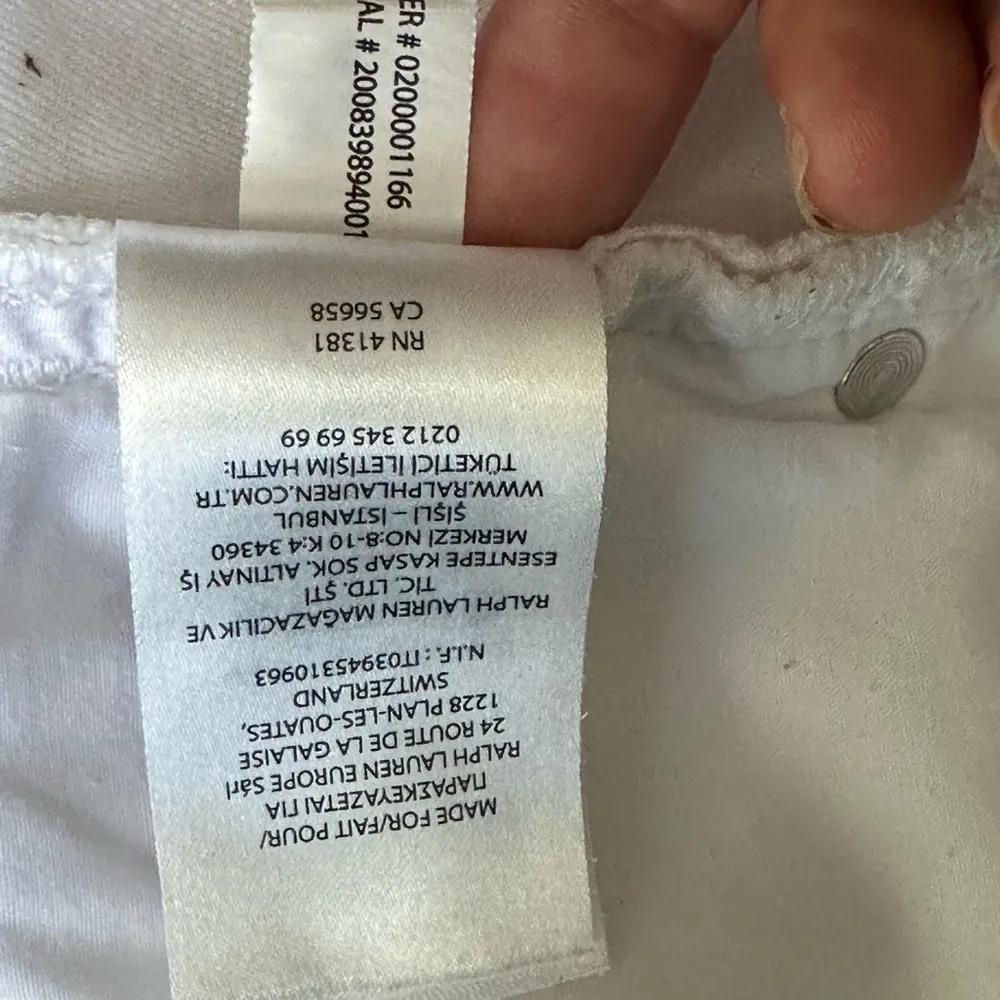 ER # 0200001166
AL # 200839894001
MADE FOR/FAIT POUR/
ΠΑΡΑΣΚΕΥΑΖΕΤΑΙ ΓΙΑ
RALPH LAUREN EUROPE Sárl
24 ROUTE DE LA GALAISE
1228 PLAN-LES-OUATES,
SWITZERLAND
N.I.F. : IT03945310963
RALPH LAUREN MAĞAZACILIK VE
TİC. LTD. ŞTİ
ESENTEPE KASAP SOK. ALTINAY İŞ
MERKEZİ NO:8-10 K:4 34360
ŞİŞLİ – İSTANBUL
WWW.RALPHLAUREN.COM.TR
TÜKETİCİ İLETİŞİM HATTI:
0212 345 69 69
RN 41381
CA 56658